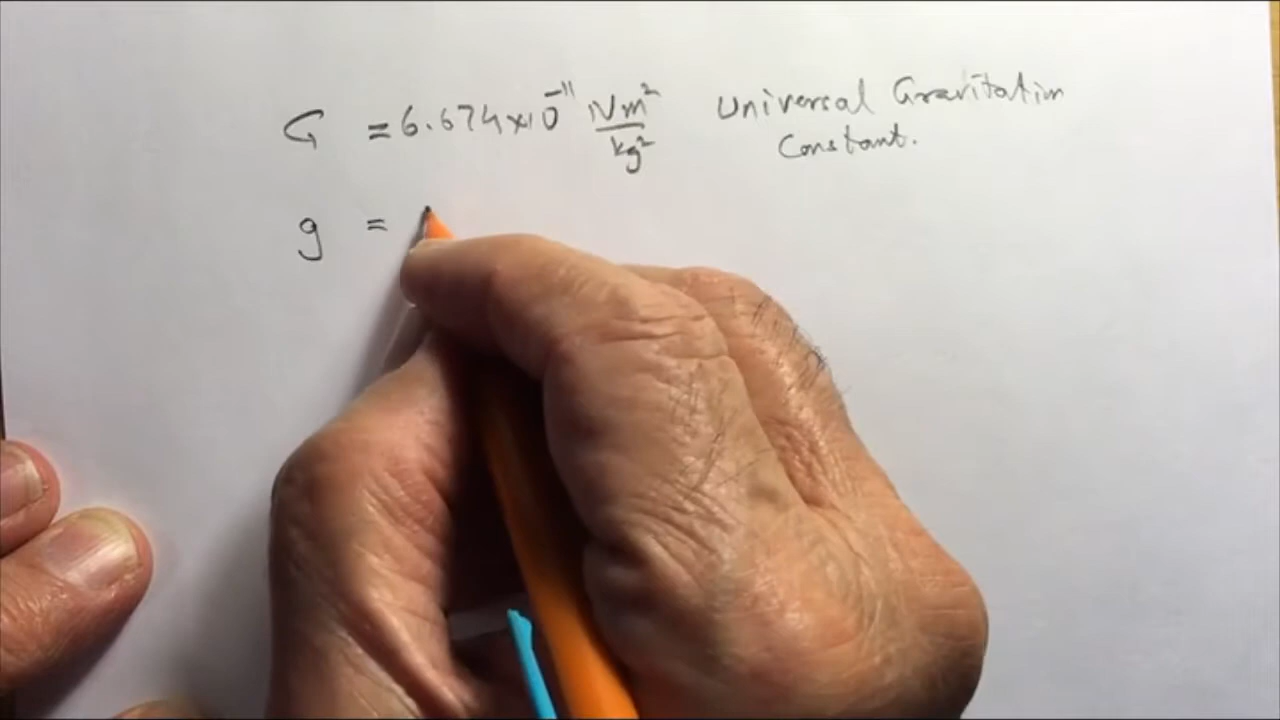 G = 6.674×10⁻¹¹ Nm²/kg² Universal Gravitation
Constant.
g =